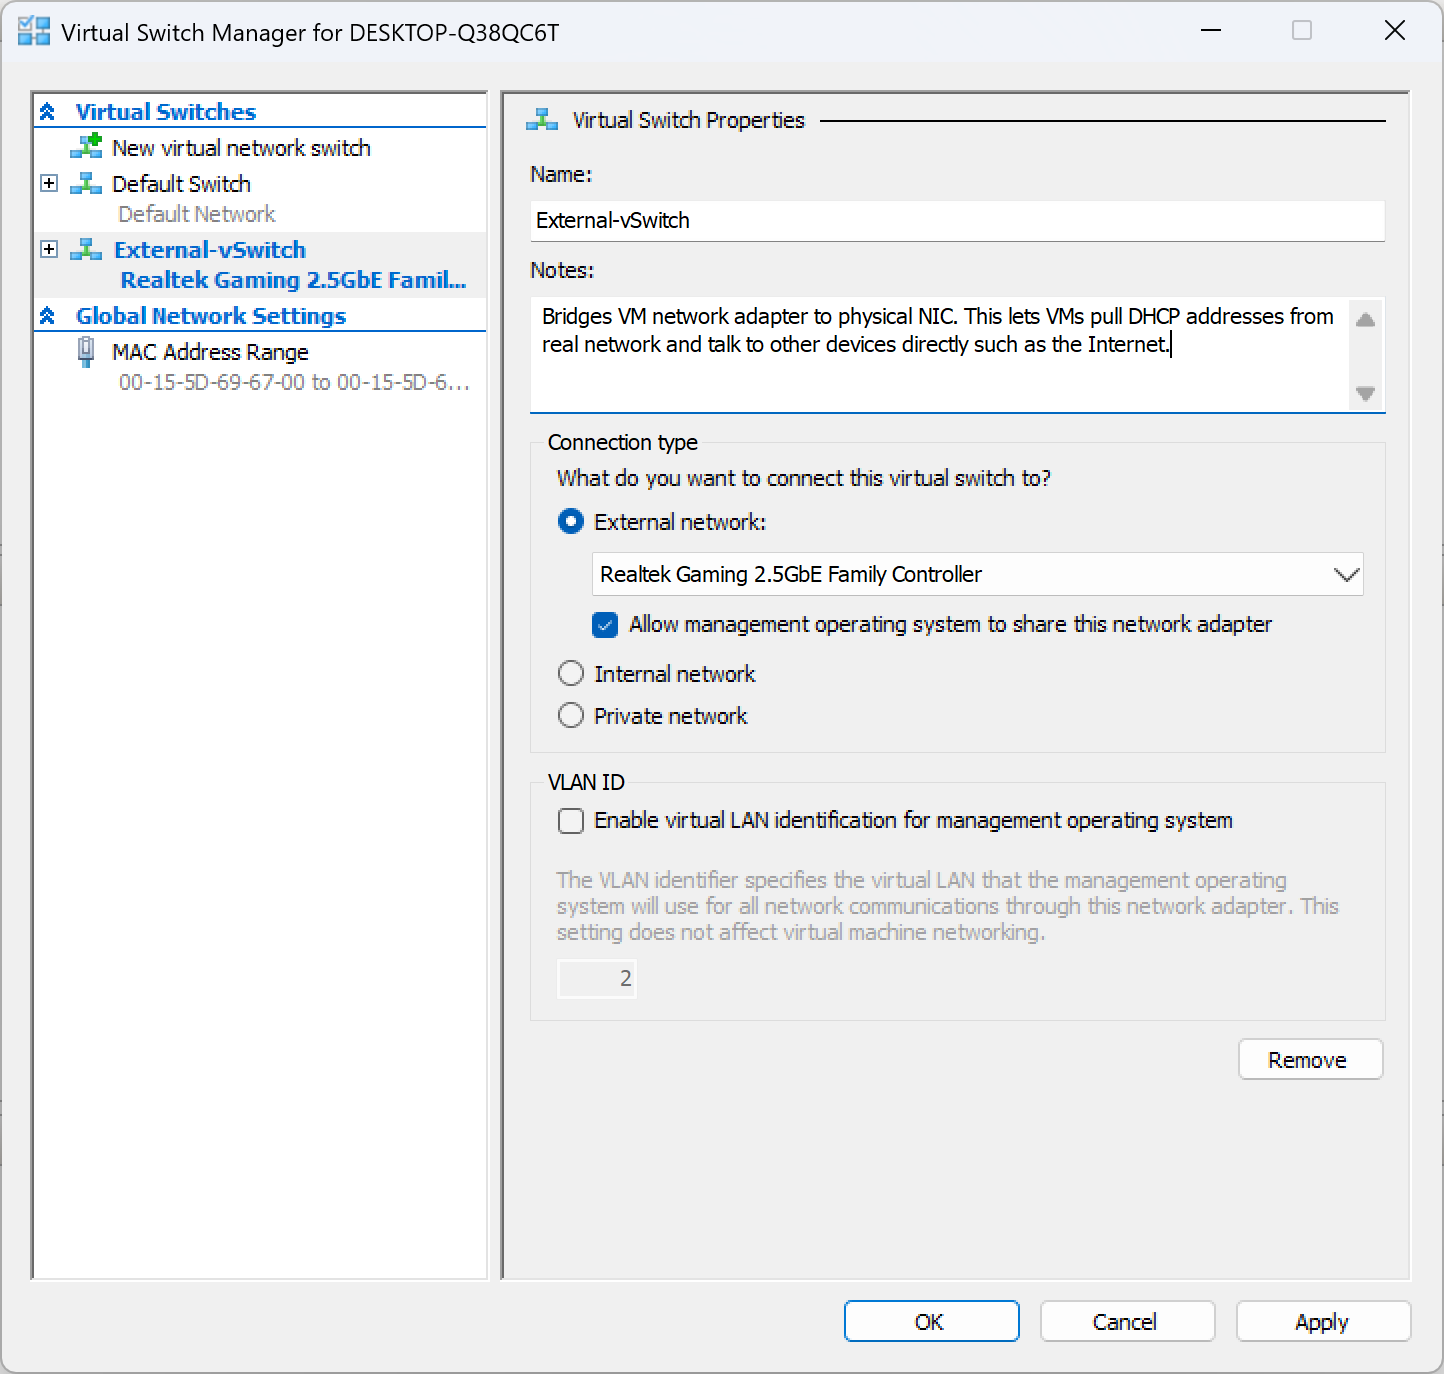 Virtual Switch Manager for DESKTOP-Q38QC6T
Virtual Switches
New virtual network switch
Default Switch
Default Network
External-vSwitch
Realtek Gaming 2.5GbE Famil...
Global Network Settings
MAC Address Range
00-15-5D-69-67-00 to 00-15-5D-6...
Virtual Switch Properties
Name:
External-vSwitch
Notes:
Bridges VM network adapter to physical NIC. This lets VMs pull DHCP addresses from
real network and talk to other devices directly such as the Internet.
Connection type
What do you want to connect this virtual switch to?
External network:
Realtek Gaming 2.5GbE Family Controller
Allow management operating system to share this network adapter
Internal network
Private network
VLAN ID
Enable virtual LAN identification for management operating system
The VLAN identifier specifies the virtual LAN that the management operating
system will use for all network communications through this network adapter. This
setting does not affect virtual machine networking.
2
Remove
OK
Cancel
Apply